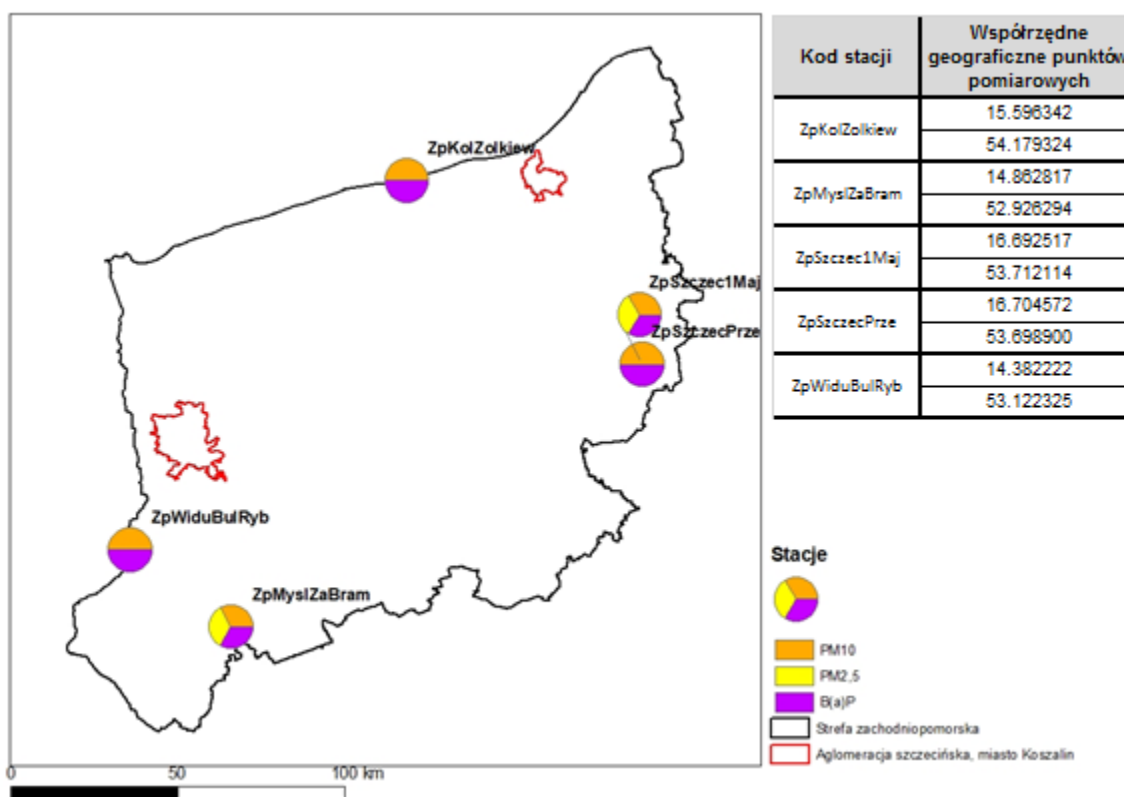 Kod stacji
Współrzędne
geograficzne punktów
pomiarowych
ZpKolZolkiew
15.596342
54.179324
ZpMyslZaBram
14.862817
52.926294
ZpSzczec1Maj
16.692517
53.712114
ZpSzczecPrze
16.704572
53.698900
ZpWiduBulRyb
14.382222
53.122325
ZpKolZolkiew
ZpSzczec1Maj
ZpSzczecPrze
ZpWiduBulRyb
ZpMyslZaBram
Stacje
PM10
PM2,5
B(a)P
Strefa zachodniopomorska
Aglomeracja szczecińska, miasto Koszalin
0 50 100 km